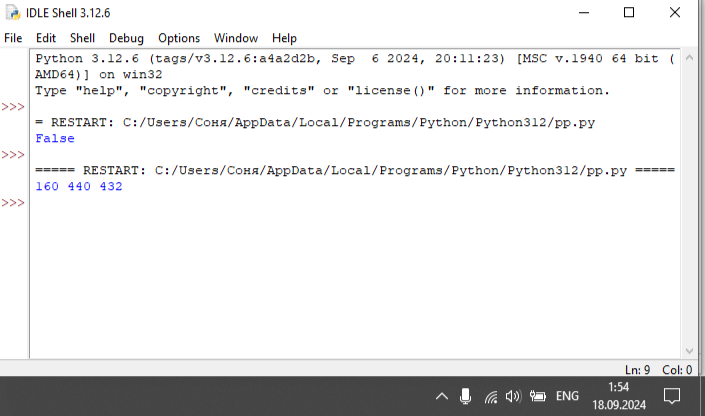 IDLE Shell 3.12.6
File Edit Shell Debug Options Window Help
Python 3.12.6 (tags/v3.12.6:a4a2d2b, Sep  6 2024, 20:11:23) [MSC v.1940 64 bit (
AMD64)] on win32
Type "help", "copyright", "credits" or "license()" for more information.
>>>
= RESTART: C:/Users/Соня/AppData/Local/Programs/Python/Python312/pp.py
False
>>>
===== RESTART: C:/Users/Соня/AppData/Local/Programs/Python/Python312/pp.py =====
160 440 432
>>>
Ln: 9 Col: 0
ENG
1:54
18.09.2024